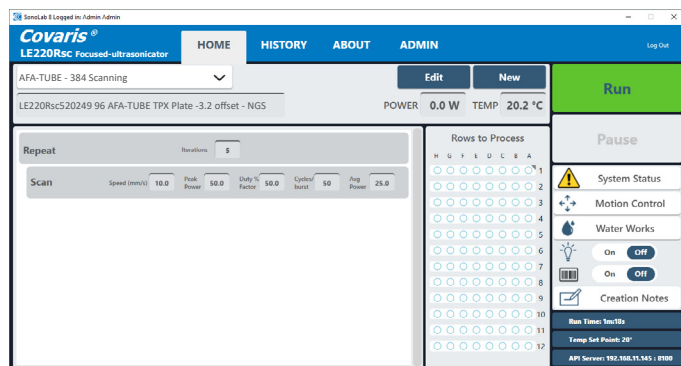 SonoLab 8 Logged in: Admin Admin
Covaris ®
LE220Rsc Focused-ultrasonicator
HOME HISTORY ABOUT ADMIN
Log Out
AFA-TUBE - 384 Scanning
Edit New
Run
LE220Rsc520249 96 AFA-TUBE TPX Plate -3.2 offset - NGS
POWER 0.0 W TEMP 20.2 °C
Pause
Repeat Iterations 5
Scan Speed (mm/s) 10.0 Peak Power 50.0 Duty % Factor 50.0 Cycles/ burst 50 Avg Power 25.0
Rows to Process
H G F E D C B A
1
2
3
4
5
6
7
8
9
10
11
12
System Status
Motion Control
Water Works
On Off
On Off
Creation Notes
Run Time: 1m:18s
Temp Set Point: 20°
API Server: 192.168.11.145 : 8100